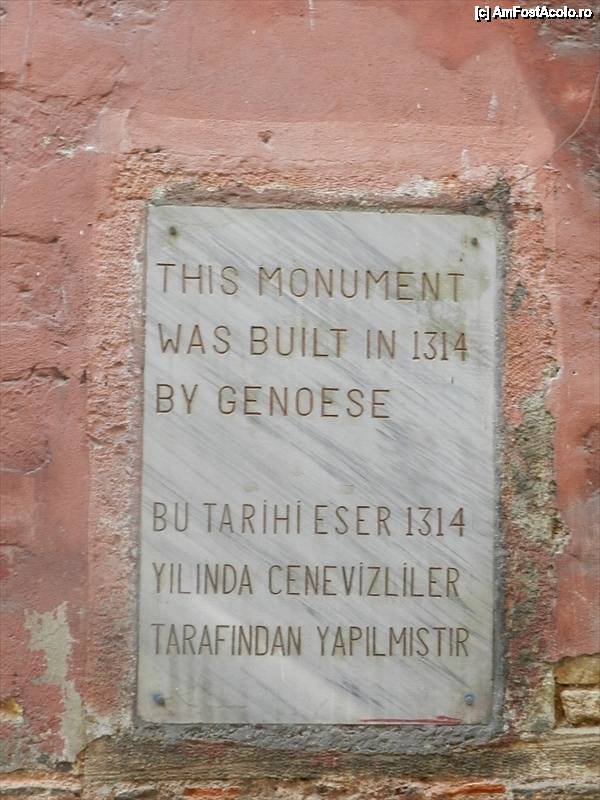 [c] AmFostAcolo.ro
THIS MONUMENT
WAS BUILT IN 1314
BY GENOESE
BU TARİHİ ESER 1314
YILINDA CENEVİZLİLER
TARAFINDAN YAPILMIŞTIR